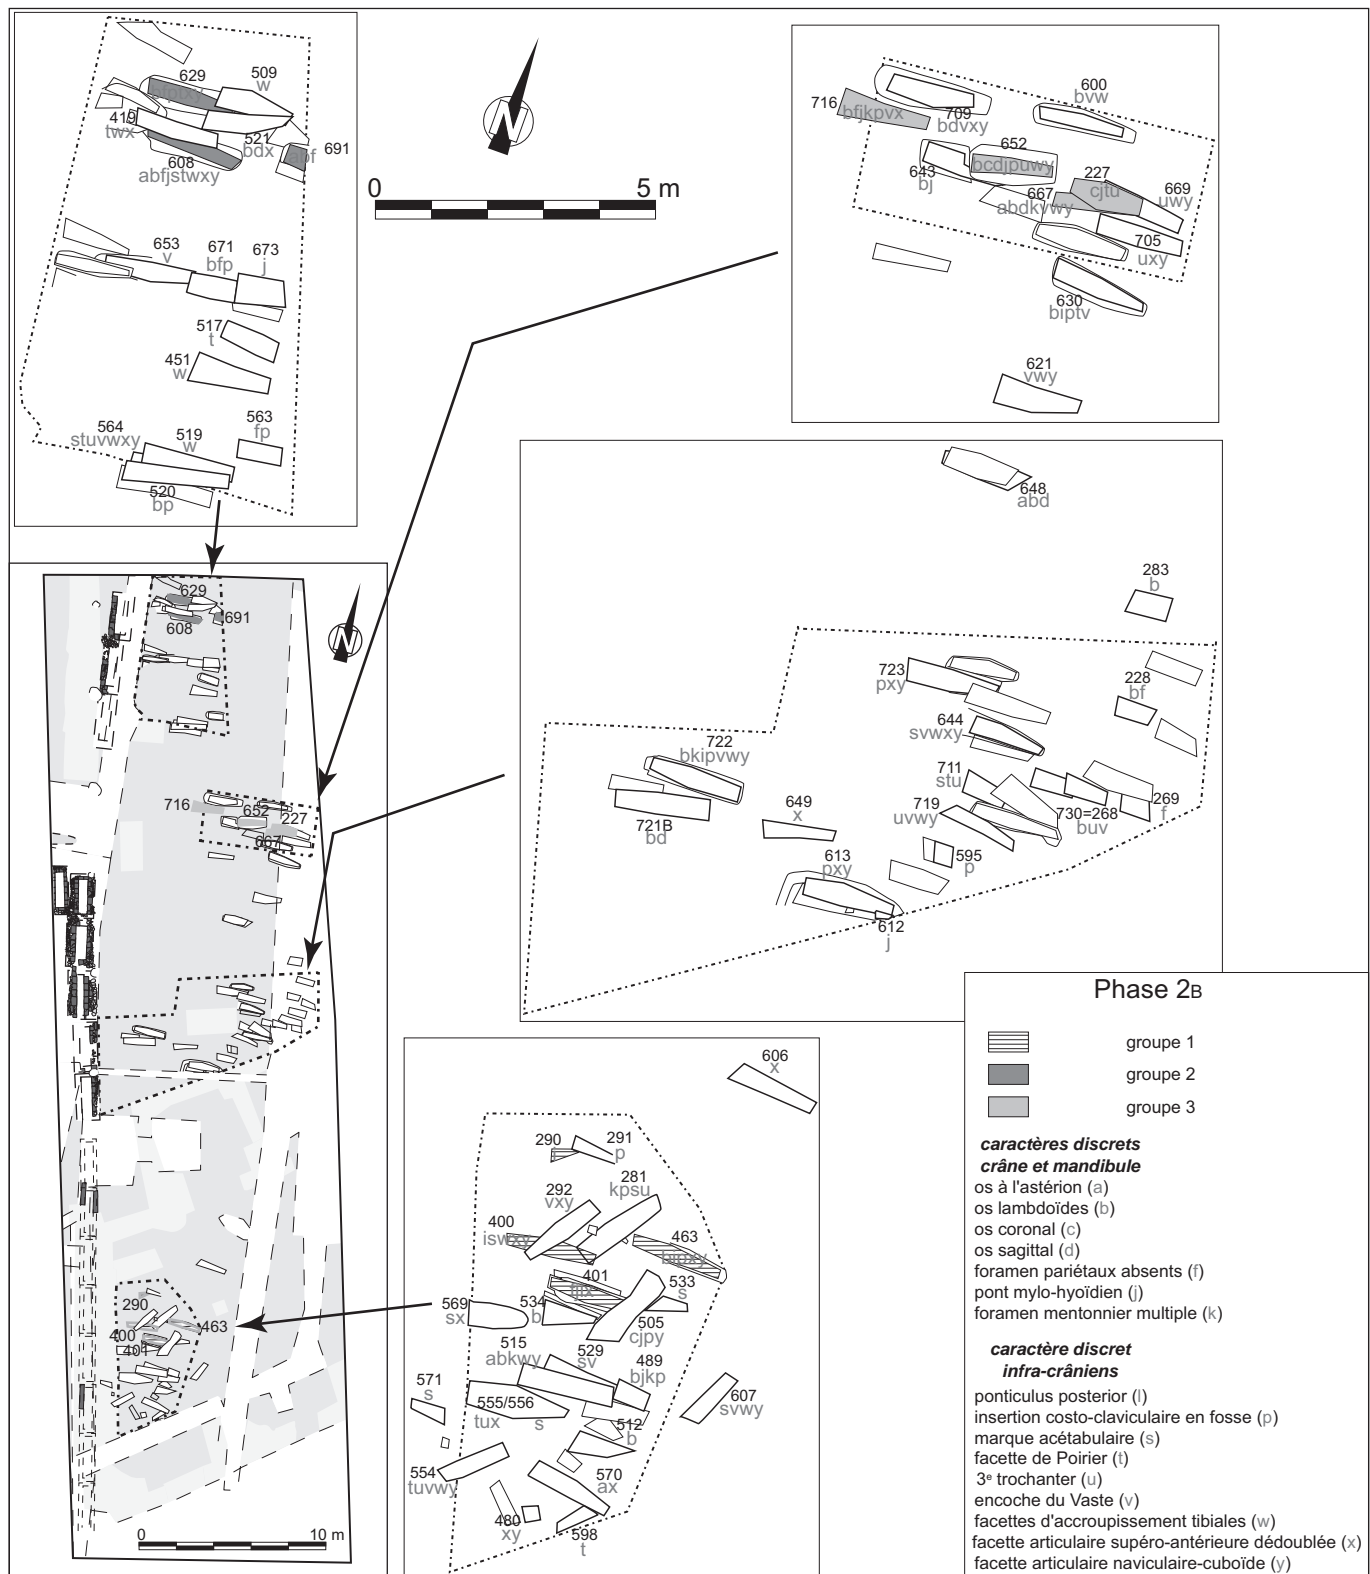 629
509
w
bfptxy
419
twx
521
bdx
691
abf
608
abfjstwxy
653
v
671
bfp
673
j
517
t
451
w
564
stuvwxy
519
w
563
fp
520
bp
N
0
5 m
716
bfjkpvx
709
bdvxy
600
bvw
652
bcdjpuwy
643
bj
227
cjtu
667
abdkvwy
669
uwy
705
uxy
630
biptv
621
vwy
648
abd
283
b
723
pxy
228
bf
644
svwxy
722
bkipvwy
711
stu
721B
bd
649
x
719
uvwy
730=268
buv
269
f
613
pxy
595
p
612
j
629
691
608
N
716
652
227
667
290
400
401
463
0
10 m
606
x
290
291
p
292
vxy
281
kpsu
400
iswxy
463
401
533
s
569
sx
534
b
505
cjpy
515
abkwy
529
sv
489
bjkp
571
s
555/556
tux
s
607
svwy
512
b
554
tuvwy
570
ax
480
xy
598
t
Phase 2B
groupe 1
groupe 2
groupe 3
caractères discrets
crâne et mandibule
os à l'astérion (a)
os lambdoïdes (b)
os coronal (c)
os sagittal (d)
foramen pariétaux absents (f)
pont mylo-hyoïdien (j)
foramen mentonnier multiple (k)
caractère discret
infra-crâniens
ponticulus posterior (l)
insertion costo-claviculaire en fosse (p)
marque acétabulaire (s)
facette de Poirier (t)
3e trochanter (u)
encoche du Vaste (v)
facettes d'accroupissement tibiales (w)
facette articulaire supéro-antérieure dédoublée (x)
facette articulaire naviculaire-cuboïde (y)